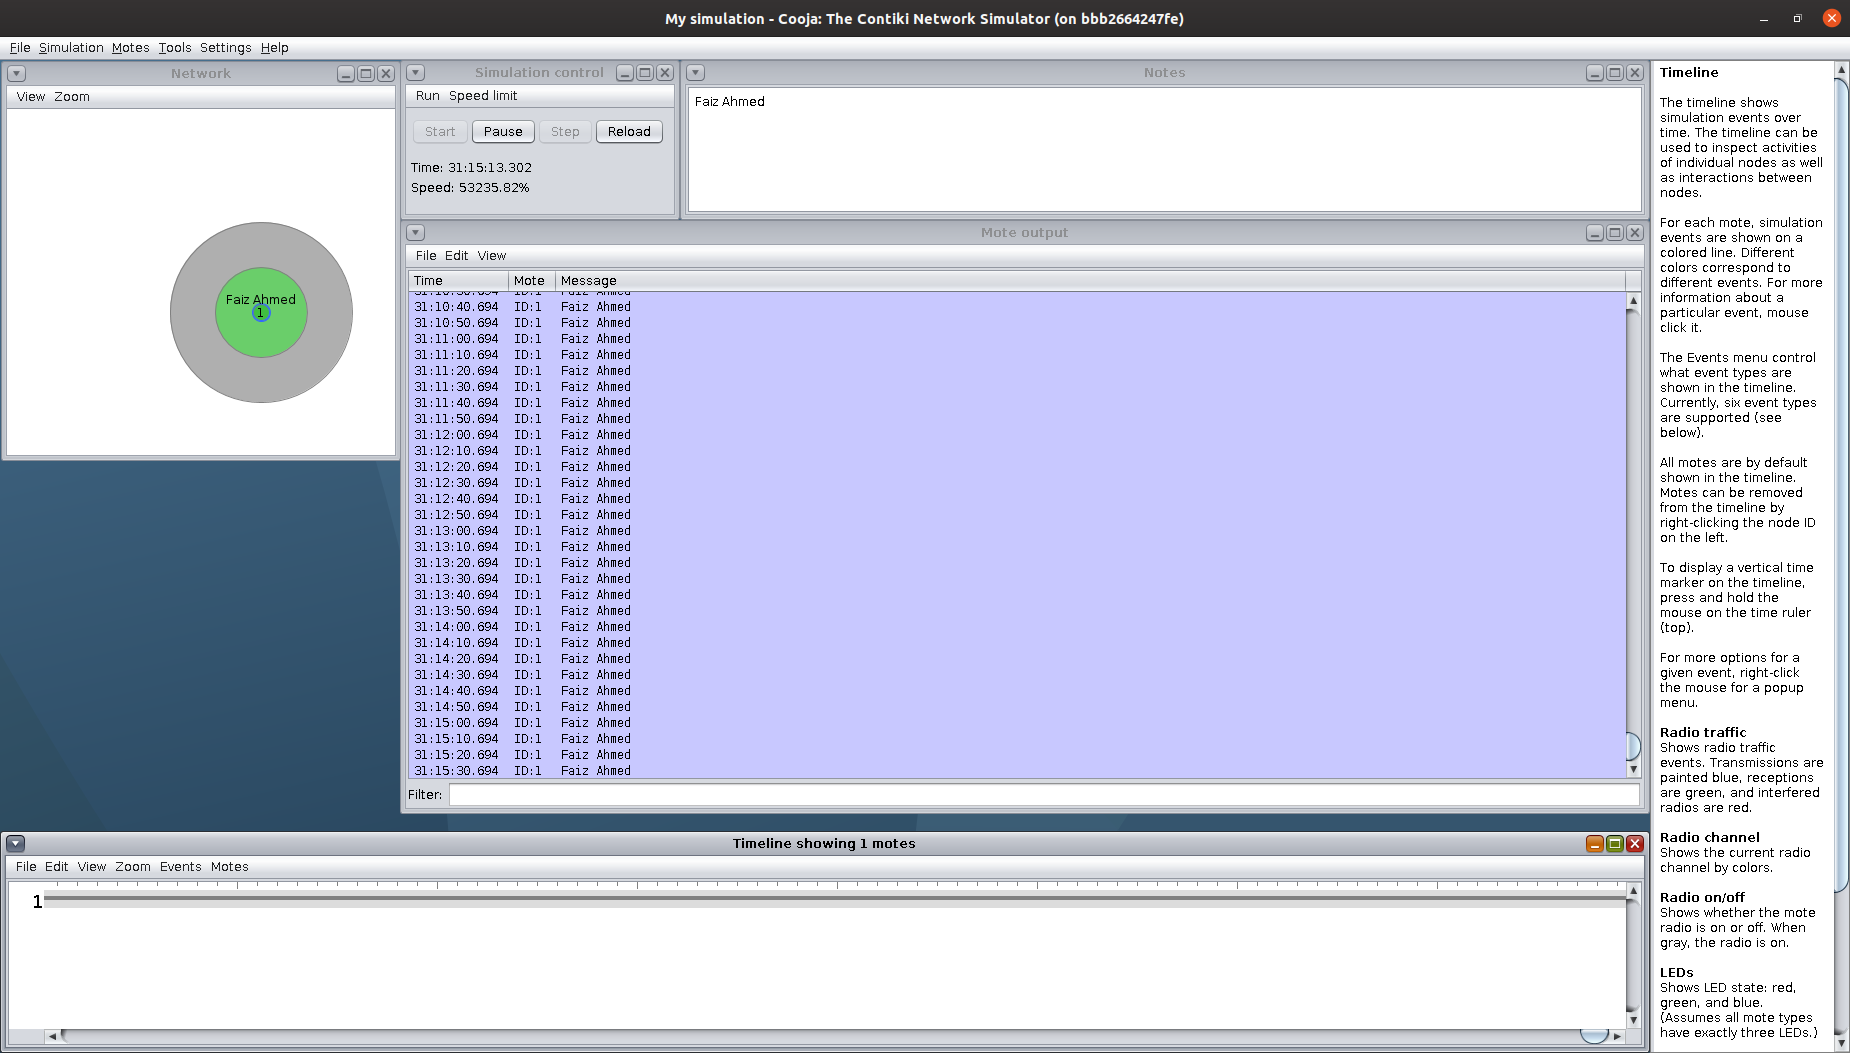 My simulation - Cooja: The Contiki Network Simulator (on bbb2664247fe)
File Simulation Motes Tools Settings Help
Network
View Zoom
Faiz Ahmed
1
Simulation control
Run Speed limit
Start Pause Step Reload
Time: 31:15:13.302
Speed: 53235.82%
Notes
Faiz Ahmed
Mote output
File Edit View
Time Mote Message
31:10:40.694 ID:1 Faiz Ahmed
31:10:50.694 ID:1 Faiz Ahmed
31:11:00.694 ID:1 Faiz Ahmed
31:11:10.694 ID:1 Faiz Ahmed
31:11:20.694 ID:1 Faiz Ahmed
31:11:30.694 ID:1 Faiz Ahmed
31:11:40.694 ID:1 Faiz Ahmed
31:11:50.694 ID:1 Faiz Ahmed
31:12:00.694 ID:1 Faiz Ahmed
31:12:10.694 ID:1 Faiz Ahmed
31:12:20.694 ID:1 Faiz Ahmed
31:12:30.694 ID:1 Faiz Ahmed
31:12:40.694 ID:1 Faiz Ahmed
31:12:50.694 ID:1 Faiz Ahmed
31:13:00.694 ID:1 Faiz Ahmed
31:13:10.694 ID:1 Faiz Ahmed
31:13:20.694 ID:1 Faiz Ahmed
31:13:30.694 ID:1 Faiz Ahmed
31:13:40.694 ID:1 Faiz Ahmed
31:13:50.694 ID:1 Faiz Ahmed
31:14:00.694 ID:1 Faiz Ahmed
31:14:10.694 ID:1 Faiz Ahmed
31:14:20.694 ID:1 Faiz Ahmed
31:14:30.694 ID:1 Faiz Ahmed
31:14:40.694 ID:1 Faiz Ahmed
31:14:50.694 ID:1 Faiz Ahmed
31:15:00.694 ID:1 Faiz Ahmed
31:15:10.694 ID:1 Faiz Ahmed
31:15:20.694 ID:1 Faiz Ahmed
31:15:30.694 ID:1 Faiz Ahmed
Filter:
Timeline showing 1 motes
File Edit View Zoom Events Motes
1
Timeline
The timeline shows
simulation events over
time. The timeline can be
used to inspect activities
of individual nodes as well
as interactions between
nodes.
For each mote, simulation
events are shown on a
colored line. Different
colors correspond to
different events. For more
information about a
particular event, mouse
click it.
The Events menu control
what event types are
shown in the timeline.
Currently, six event types
are supported (see
below).
All motes are by default
shown in the timeline.
Motes can be removed
from the timeline by
right-clicking the node ID
on the left.
To display a vertical time
marker on the timeline,
press and hold the
mouse on the time ruler
(top).
For more options for a
given event, right-click
the mouse for a popup
menu.
Radio traffic
Shows radio traffic
events. Transmissions are
painted blue, receptions
are green, and interfered
radios are red.
Radio channel
Shows the current radio
channel by colors.
Radio on/off
Shows whether the mote
radio is on or off. When
gray, the radio is on.
LEDs
Shows LED state: red,
green, and blue.
(Assumes all mote types
have exactly three LEDs.)